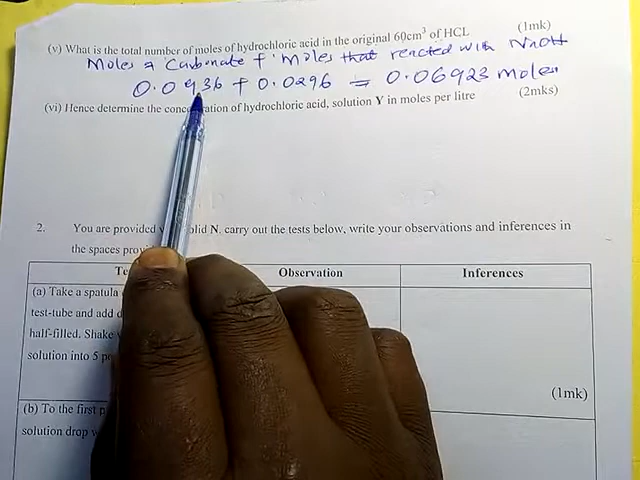 (v) What is the total number of moles of hydrochloric acid in the original 60cm³ of HCL (1mk)
Moles of Carbonate + Moles that reacted with NaOH
0.0936 + 0.0296 = 0.06923 moles
(vi) Hence determine the of hydrochloric acid, solution Y in moles per litre (2mks)
2. You are provided N. carry out the tests below, write your observations and inferences in
the spaces
Observation Inferences
(a) Take a spatula
test-tube and add
half-filled. Shake
solution into 5
(1mk)
(b) To the first
solution drop